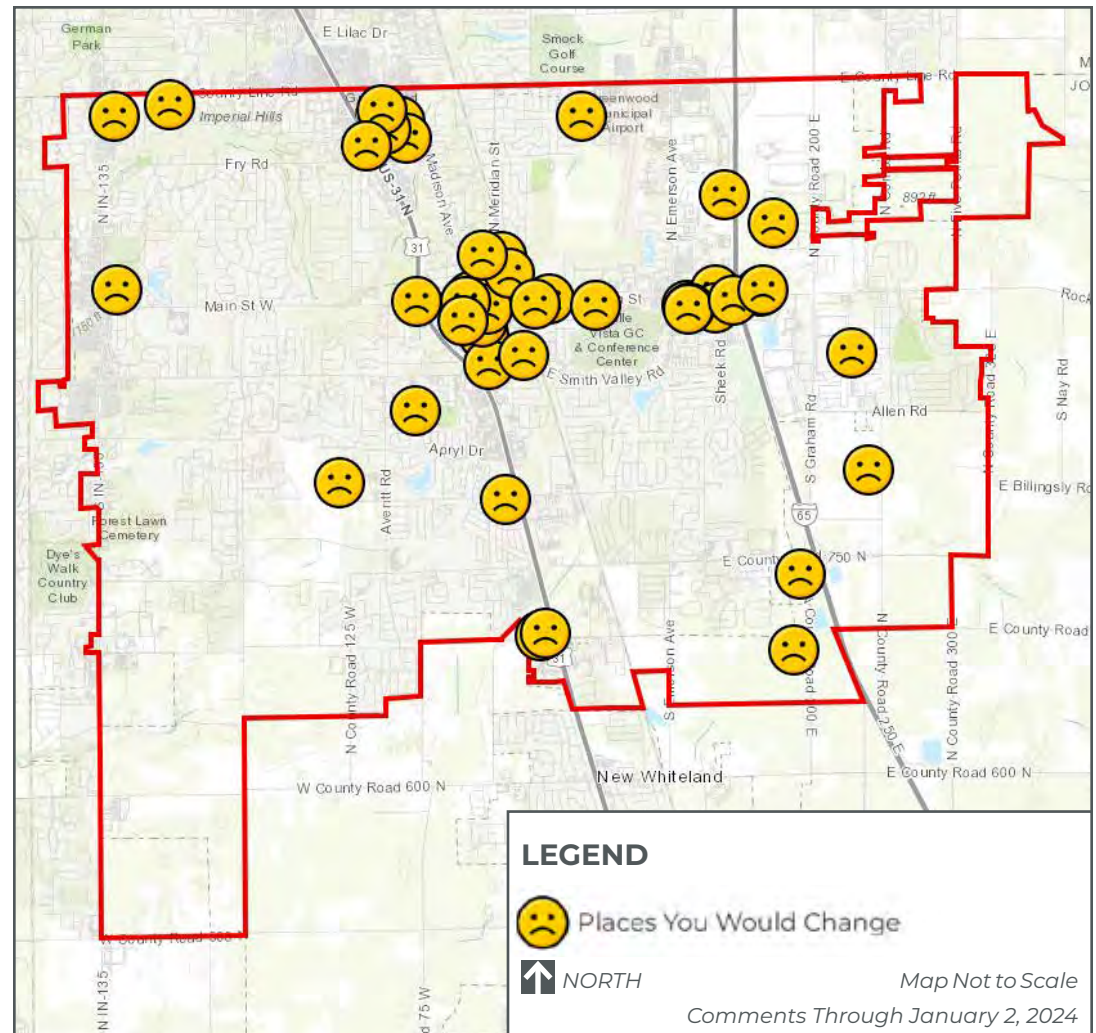 German
Park
E Lilac Dr
Smock
Golf
Course
E County Line Rd
County Line Rd
Imperial Hills
Greenwood
Municipal
Airport
N IN-135
Fry Rd
US-31-N
Madison Ave
N Meridian St
N Emerson Ave
892 ft
31
Main St W
Vista GC
& Conference
Center
E Smith Valley Rd
Sheek Rd
S Nay Rd
Allen Rd
S Graham Rd
Apryl Dr
Averitt Rd
E Billingsly Rd
65
Forest Lawn
Cemetery
Dye's
Walk
Country
Club
750 N
N County Road 125 W
E County Road
31
N County Road 250 E
N County Road 300 E
New Whiteland
W County Road 600 N
E County Road 600 N
N IN-135
75 W
LEGEND
Places You Would Change
NORTH
Map Not to Scale
Comments Through January 2, 2024